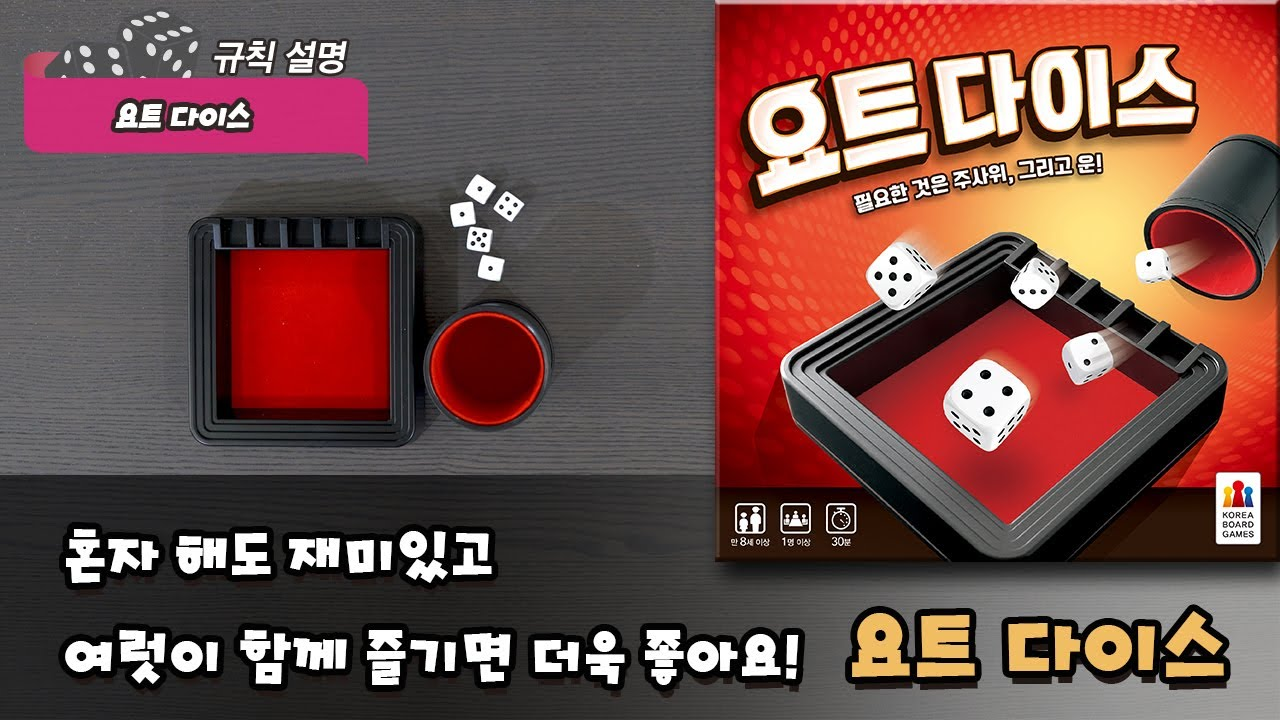 규칙 설명
요트 다이스
요트 다이스
필요한 것은 주사위, 그리고 운!
만 8세 이상
1명 이상
30분
KOREA
BOARD
GAMES
혼자 해도 재미있고
여럿이 함께 즐기면 더욱 좋아요!
요트 다이스